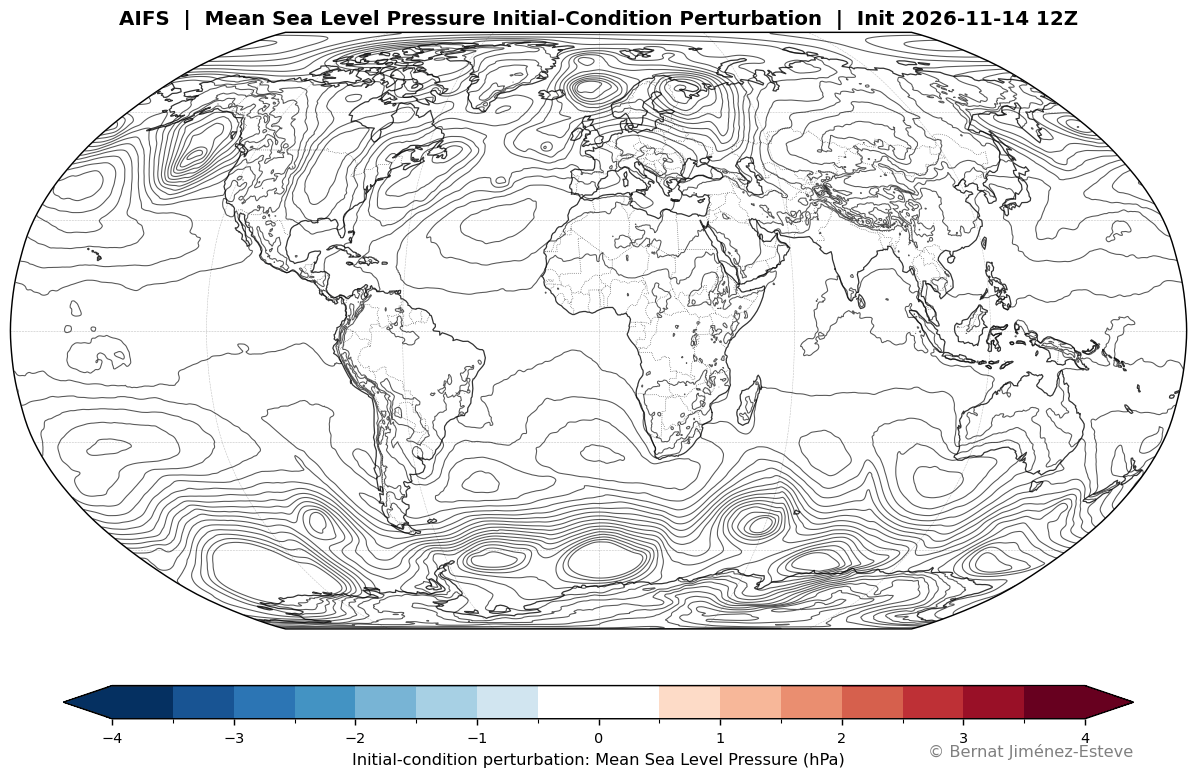 AIFS | Mean Sea Level Pressure Initial-Condition Perturbation | Init 2026-11-14 12Z
−4 −3 −2 −1 0 1 2 3 4
Initial-condition perturbation: Mean Sea Level Pressure (hPa)
© Bernat Jiménez-Esteve